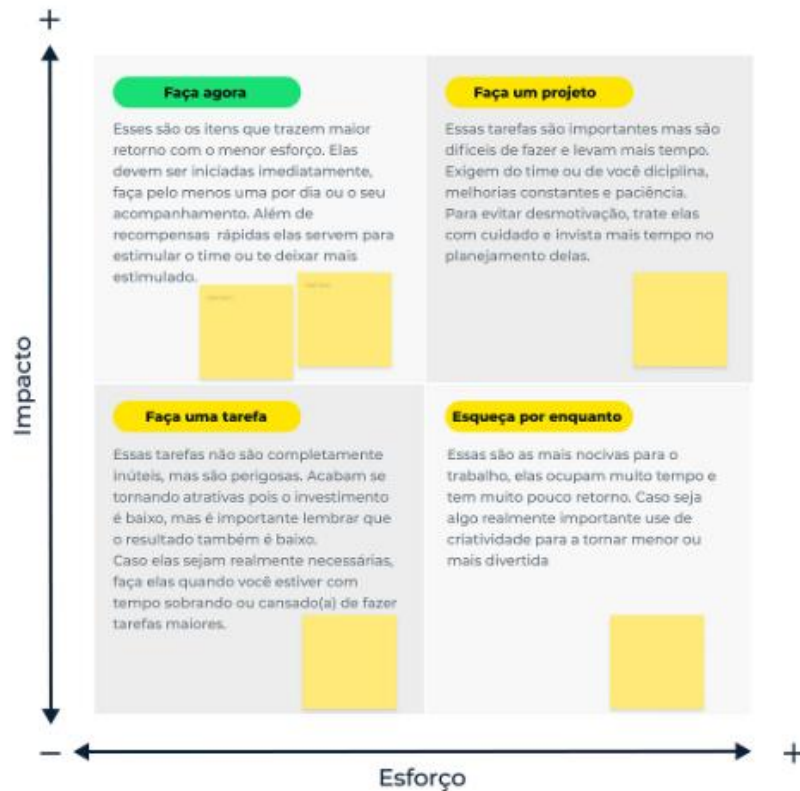 +
Faça agora
Esses são os itens que trazem maior
retorno com o menor esforço. Elas
devem ser iniciadas imediatamente,
faça pelo menos uma por dia ou o seu
acompanhamento. Além de
recompensas rápidas elas servem para
estimular o time ou te deixar mais
estimulado.
Faça um projeto
Essas tarefas são importantes mas são
difíceis de fazer e levam mais tempo.
Exigem do time ou de você diciplina,
melhorias constantes e paciência.
Para evitar desmotivação, trate elas
com cuidado e invista mais tempo no
planejamento delas.
Impacto
Faça uma tarefa
Essas tarefas não são completamente
inúteis, mas são perigosas. Acabam se
tornando atrativas pois o investimento
é baixo, mas é importante lembrar que
o resultado também é baixo.
Caso elas sejam realmente necessárias,
faça elas quando você estiver com
tempo sobrando ou cansado(a) de fazer
tarefas maiores.
Esqueça por enquanto
Essas são as mais nocivas para o
trabalho, elas ocupam muito tempo e
tem muito pouco retorno. Caso seja
algo realmente importante use de
criatividade para a tornar menor ou
mais divertida
− +
Esforço